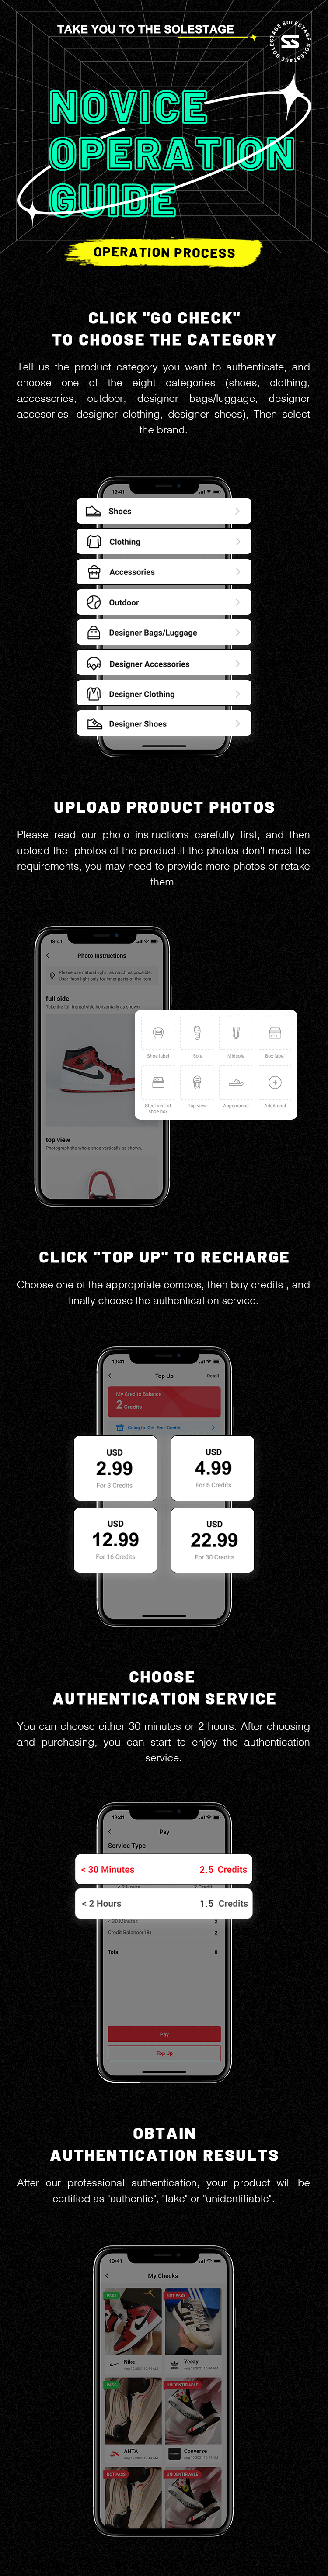 TAKE YOU TO THE SOLESTAGE
SOLESTAGE SOLESTAGE SOLESTAGE
SS
NOVICE
OPERATION
GUIDE
OPERATION PROCESS
CLICK "GO CHECK"
TO CHOOSE THE CATEGORY
Tell us the product category you want to authenticate, and
choose one of the eight categories (shoes, clothing,
accessories, outdoor, designer bags/luggage, designer
accesories, designer clothing, designer shoes), Then select
the brand.
19:41
Shoes
Clothing
Accessories
Outdoor
Designer Bags/Luggage
Designer Accessories
Designer Clothing
Designer Shoes
UPLOAD PRODUCT PHOTOS
Please read our photo instructions carefully first, and then
upload the photos of the product.If the photos don't meet the
requirements, you may need to provide more photos or retake
them.
19:41
Photo Instructions
Please use natural light as much as possible.
Use flash light only for inner parts of the item.
full side
Take the full frontal side horizontally as shown.
Shoe label
Sole
Midsole
Box label
Steel seal of
shoe box
Top view
Appearance
Additional
top view
Photograph the whole shoe vertically as shown.
CLICK "TOP UP" TO RECHARGE
Choose one of the appropriate combos, then buy credits , and
finally choose the authentication service.
19:41
Top Up
Detail
My Credits Balance
2 Credits
Going to Get Free Credits
USD
2.99
For 3 Credits
USD
4.99
For 6 Credits
USD
12.99
For 16 Credits
USD
22.99
For 30 Credits
CHOOSE
AUTHENTICATION SERVICE
You can choose either 30 minutes or 2 hours. After choosing
and purchasing, you can start to enjoy the authentication
service.
19:41
Pay
Service Type
< 30 Minutes 2.5 Credits
< 2 Hours 1.5 Credits
< 30 Minutes 2
Credit Balance(18) -2
Total 0
Pay
Top Up
OBTAIN
AUTHENTICATION RESULTS
After our professional authentication, your product will be
certified as "authentic", "fake" or "unidentifiable".
19:41
My Checks
PASS
NOT PASS
Nike
Yeezy
PASS
UNIDENTIFIABLE
ANTA
Converse
NOT PASS
UNIDENTIFIABLE